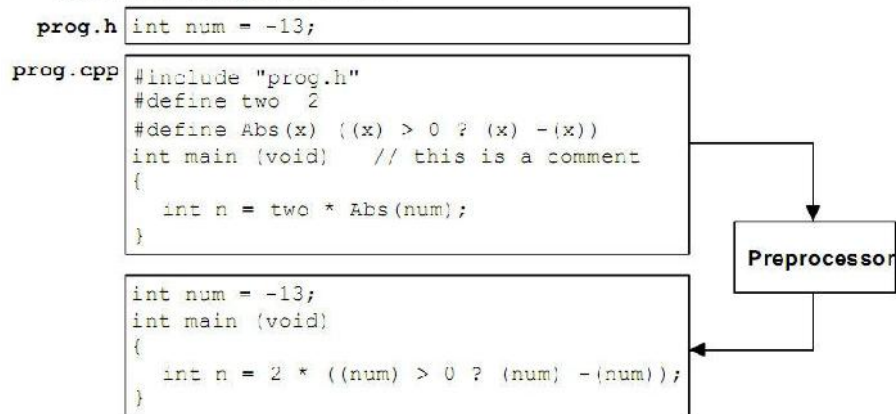 prog.h int num = -13;
prog.cpp #include "prog.h"
#define two 2
#define Abs(x) ((x) > 0 ? (x) -(x))
int main (void) // this is a comment
{
int n = two * Abs(num);
}
Preprocessor
int num = -13;
int main (void)
{
int n = 2 * ((num) > 0 ? (num) -(num));
}